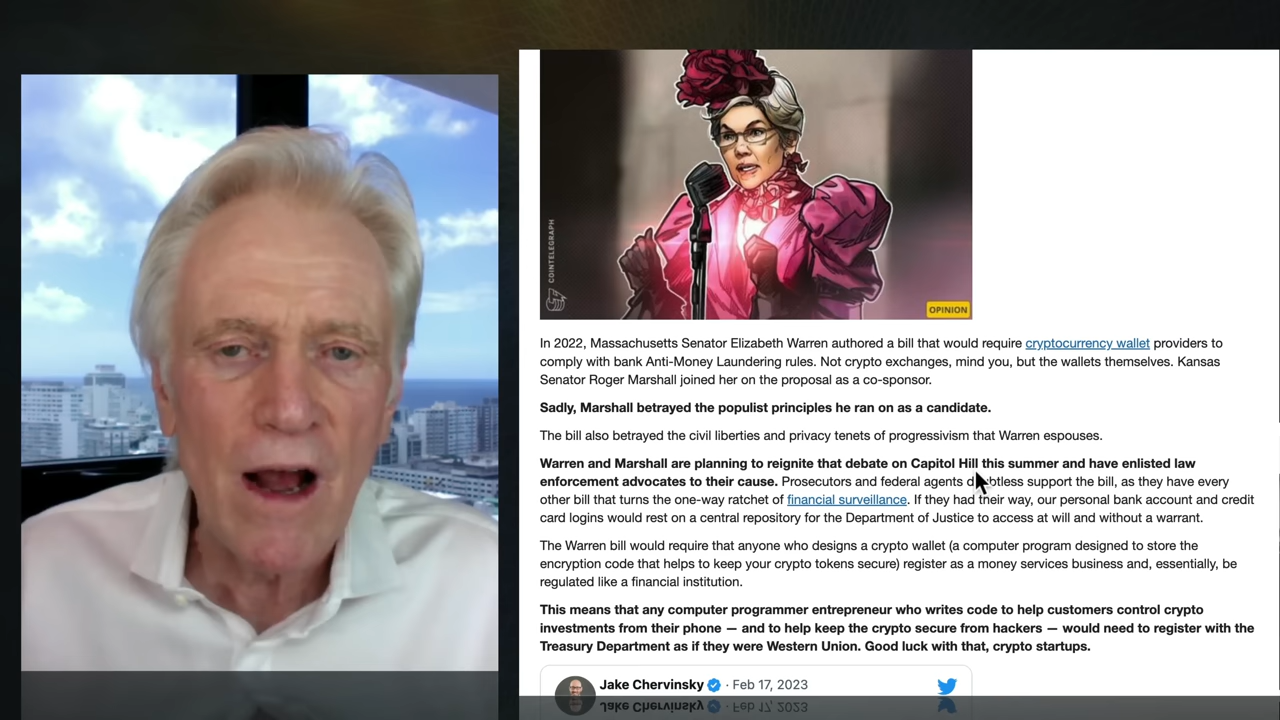 COINTELEGRAPH
OPINION
In 2022, Massachusetts Senator Elizabeth Warren authored a bill that would require cryptocurrency wallet providers to
comply with bank Anti-Money Laundering rules. Not crypto exchanges, mind you, but the wallets themselves. Kansas
Senator Roger Marshall joined her on the proposal as a co-sponsor.
Sadly, Marshall betrayed the populist principles he ran on as a candidate.
The bill also betrayed the civil liberties and privacy tenets of progressivism that Warren espouses.
Warren and Marshall are planning to reignite that debate on Capitol Hill this summer and have enlisted law
enforcement advocates to their cause. Prosecutors and federal agents doubtless support the bill, as they have every
other bill that turns the one-way ratchet of financial surveillance. If they had their way, our personal bank account and credit
card logins would rest on a central repository for the Department of Justice to access at will and without a warrant.
The Warren bill would require that anyone who designs a crypto wallet (a computer program designed to store the
encryption code that helps to keep your crypto tokens secure) register as a money services business and, essentially, be
regulated like a financial institution.
This means that any computer programmer entrepreneur who writes code to help customers control crypto
investments from their phone — and to help keep the crypto secure from hackers — would need to register with the
Treasury Department as if they were Western Union. Good luck with that, crypto startups.
Jake Chervinsky · Feb 17, 2023